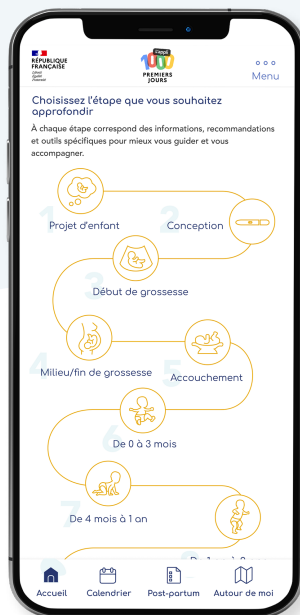 RÉPUBLIQUE
FRANÇAISE
Liberté
Égalité
Fraternité
l'appli
1000
PREMIERS
JOURS
Menu
Choisissez l'étape que vous souhaitez
approfondir
À chaque étape correspond des informations, recommandations
et outils spécifiques pour mieux vous guider et vous
accompagner.
1
Projet d'enfant
2
Conception
3
Début de grossesse
4
Milieu/fin de grossesse
5
Accouchement
6
De 0 à 3 mois
7
De 4 mois à 1 an
Accueil
Calendrier
Post-partum
Autour de moi